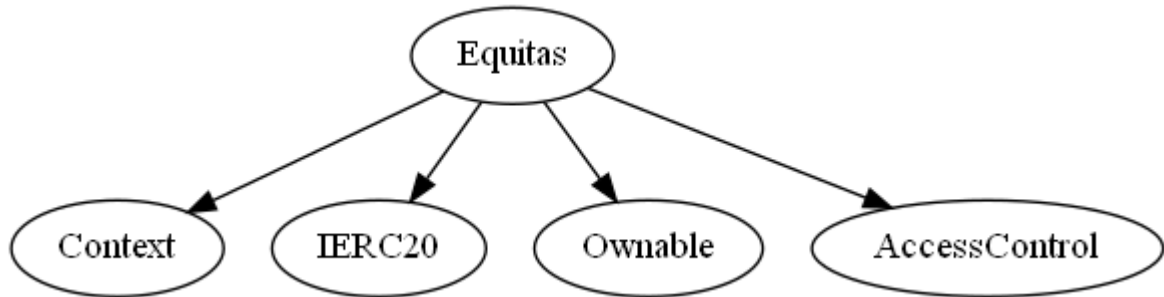 Equitas
Context
IERC20
Ownable
AccessControl